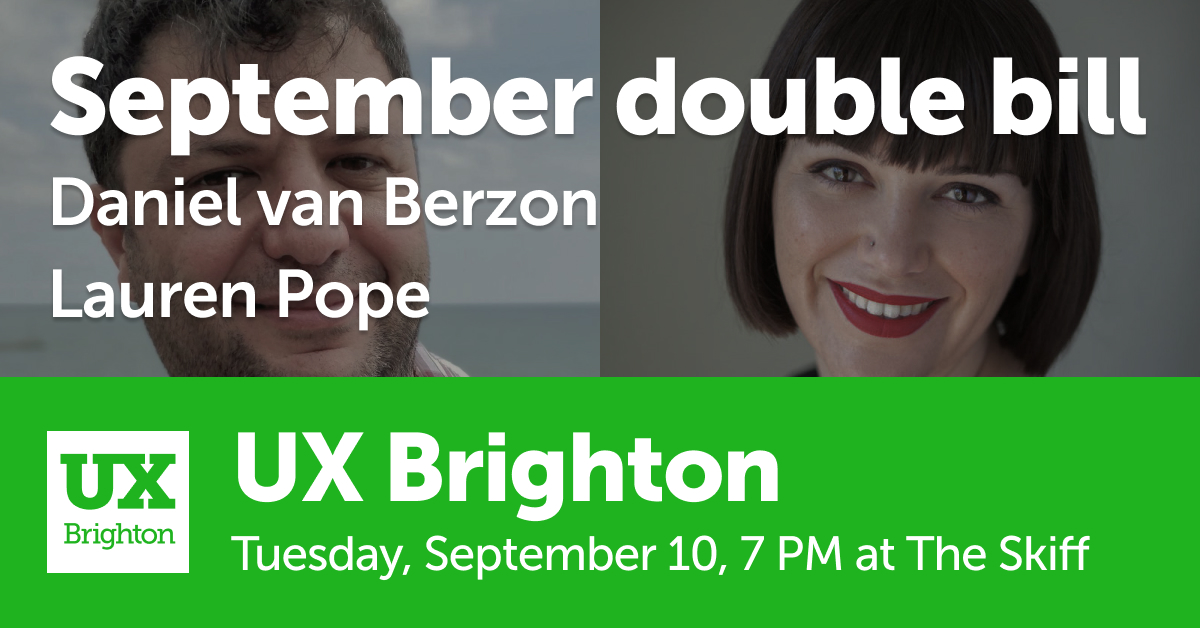 September double bill
Daniel van Berzon
Lauren Pope
UX
Brighton
UX Brighton
Tuesday, September 10, 7 PM at The Skiff